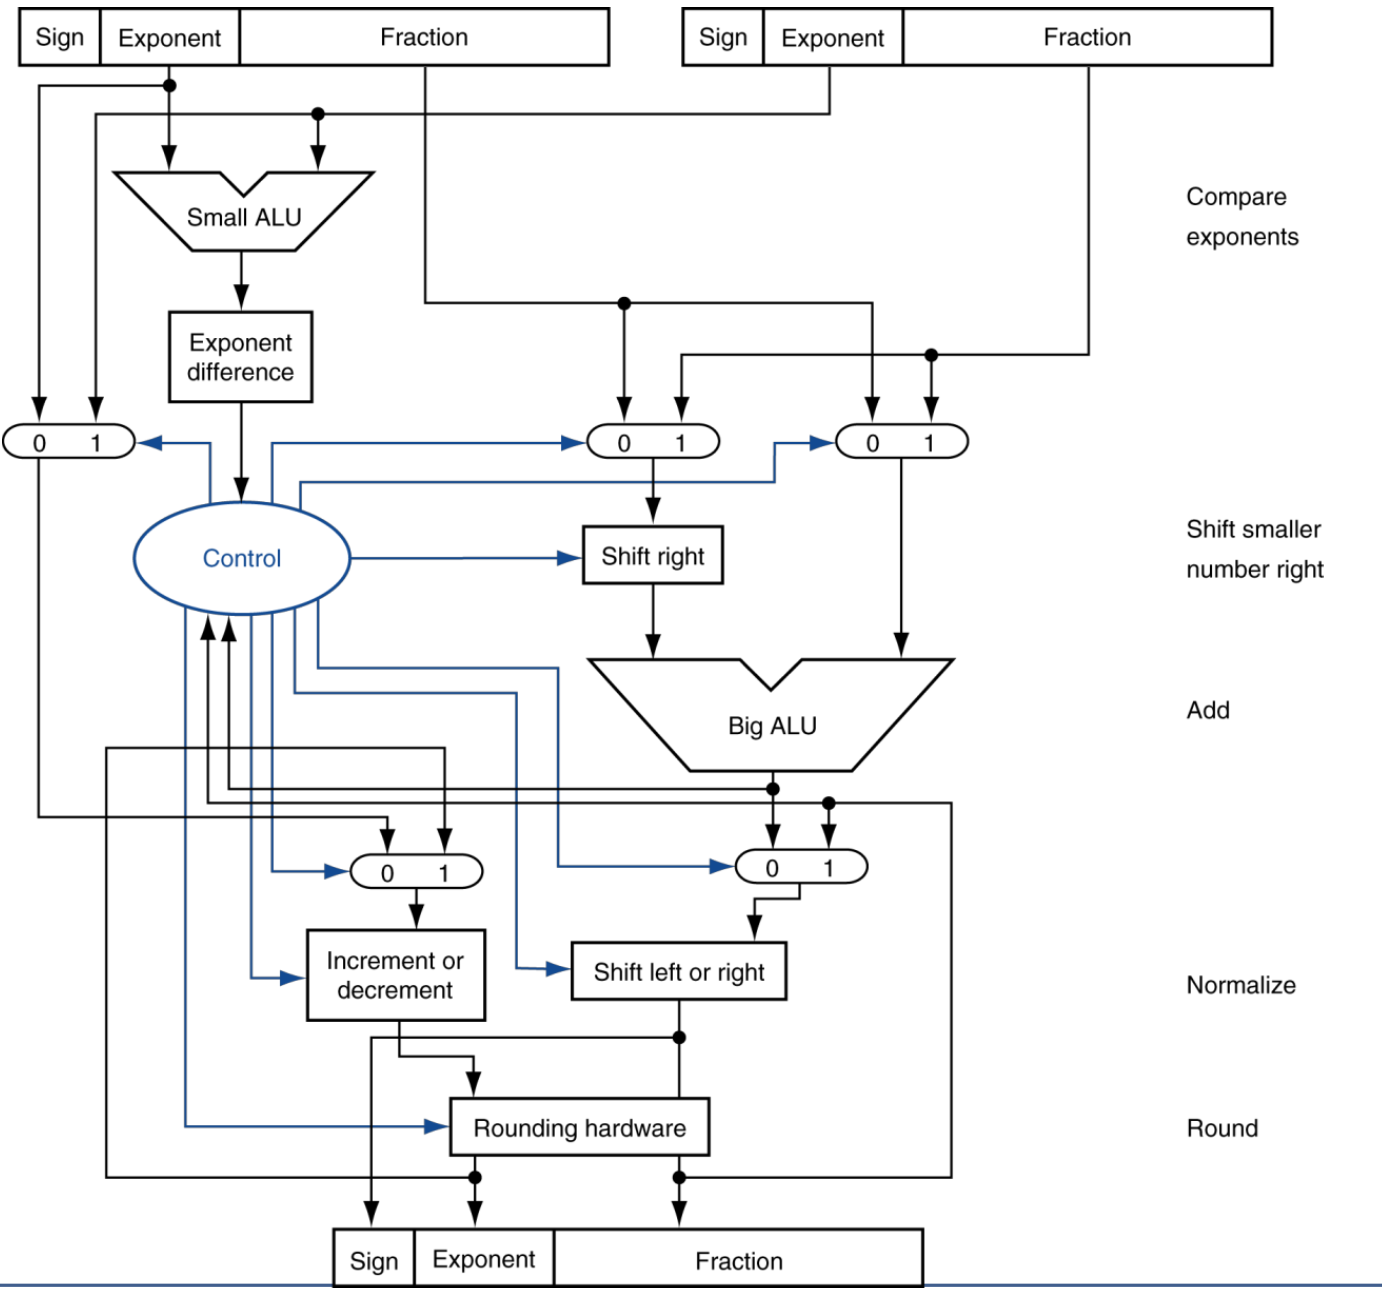 Sign Exponent Fraction
Sign Exponent Fraction
Small ALU
Compare
exponents
Exponent
difference
0 1
0 1
0 1
Control
Shift right
Shift smaller
number right
Big ALU
Add
0 1
0 1
Increment or
decrement
Shift left or right
Normalize
Rounding hardware
Round
Sign Exponent Fraction